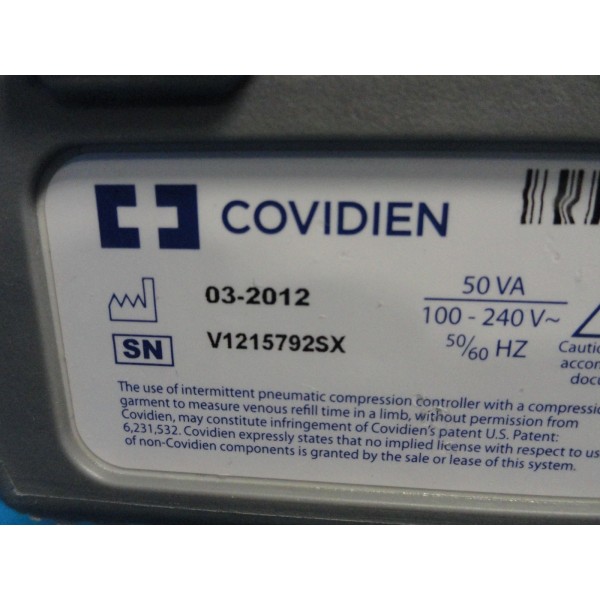 COVIDIEN
03-2012
SN V1215792SX
50 VA
100 - 240 V~
50/60 HZ
The use of intermittent pneumatic compression controller with a compressi
garment to measure venous refill time in a limb, without permission from
Covidien, may constitute infringement of Covidien's patent U.S. Patent:
6,231,532. Covidien expressly states that no implied license with respect to us
of non-Covidien components is granted by the sale or lease of this system.
Cautio
accom
docu